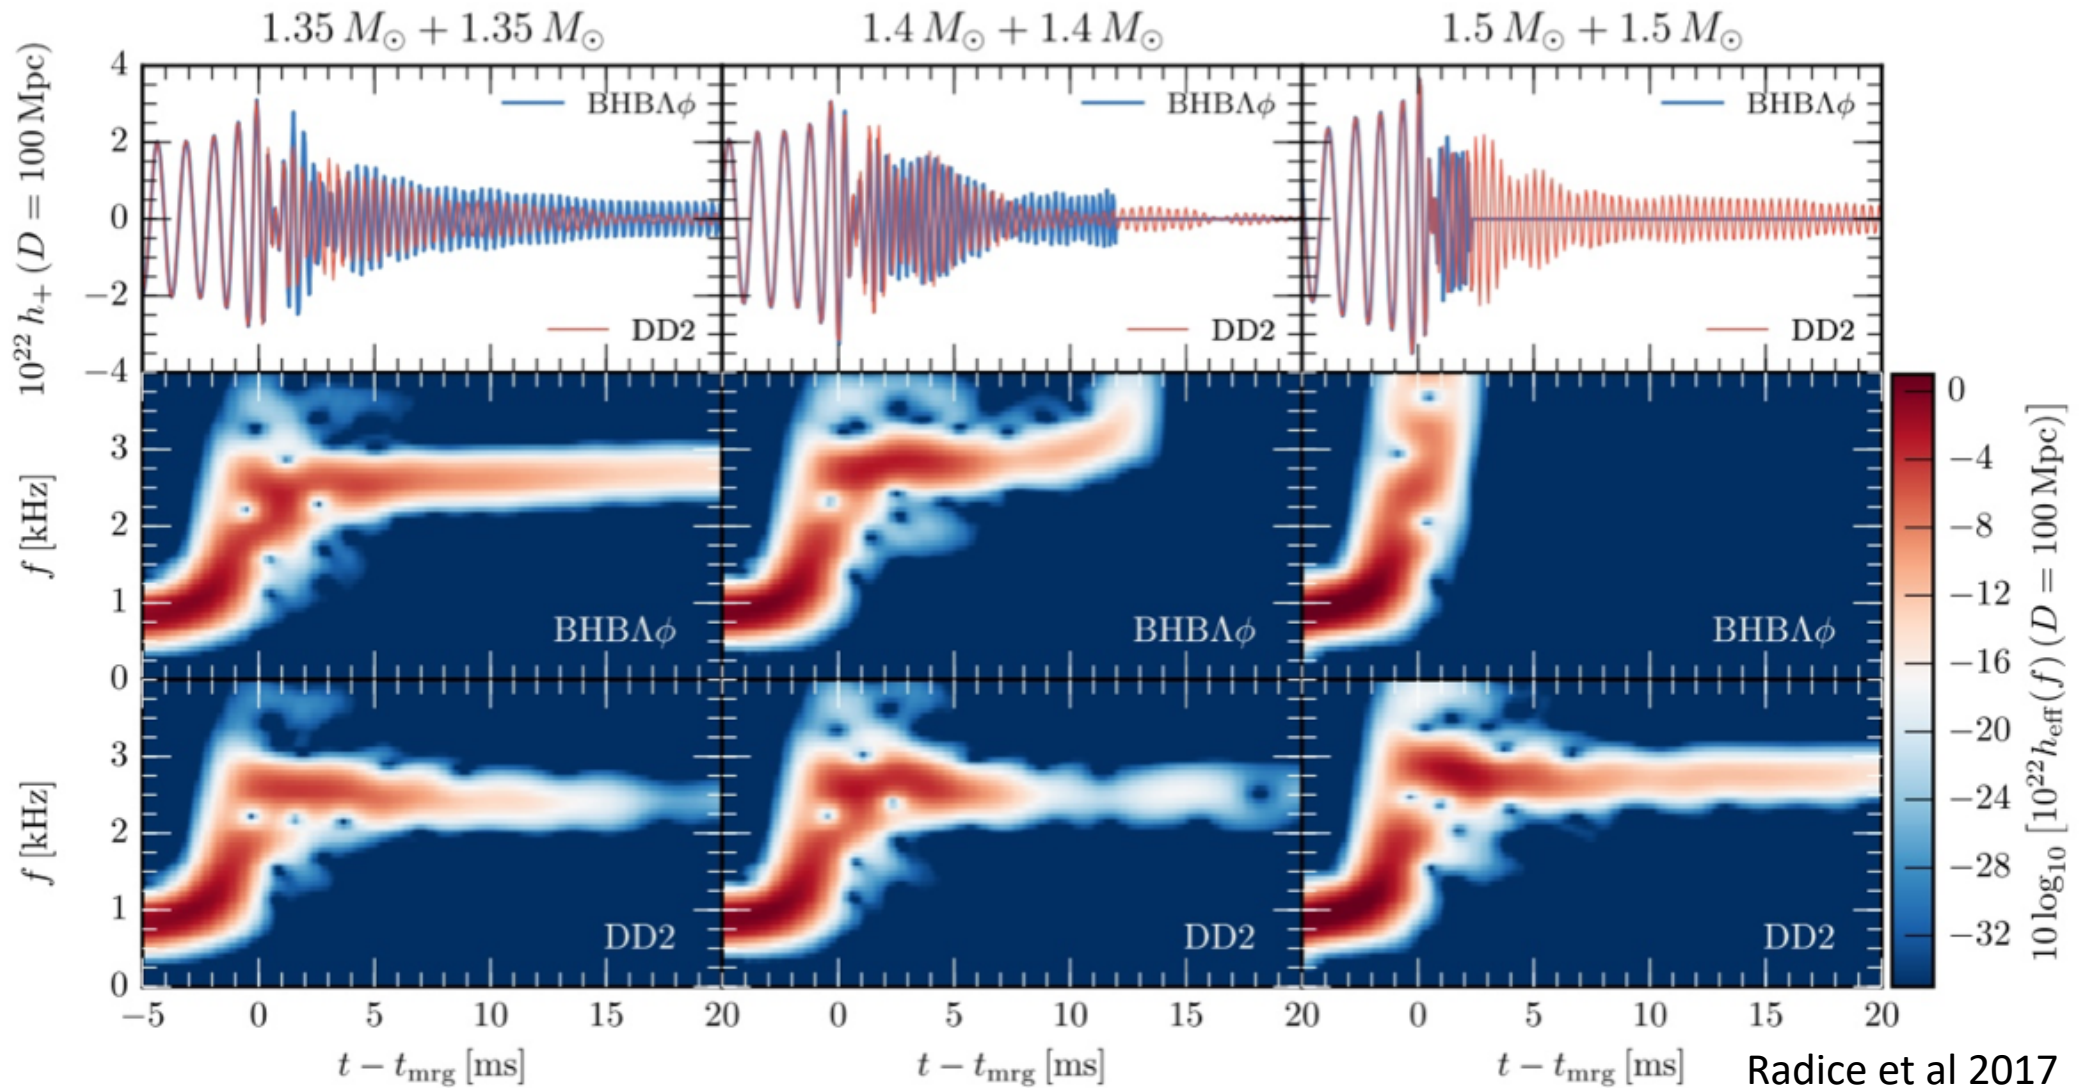 1.35 M⊙ + 1.35 M⊙
1.4 M⊙ + 1.4 M⊙
1.5 M⊙ + 1.5 M⊙
10²² h₊ (D = 100 Mpc)
4
2
0
−2
−4
BHBΛϕ
DD2
BHBΛϕ
DD2
BHBΛϕ
DD2
f [kHz]
3
2
1
0
BHBΛϕ
BHBΛϕ
BHBΛϕ
f [kHz]
3
2
1
0
DD2
DD2
DD2
−5 0 5 10 15 20
0 5 10 15 20
0 5 10 15 20
t − t_mrg [ms]
t − t_mrg [ms]
t − t_mrg [ms]
0
−4
−8
−12
−16
−20
−24
−28
−32
10 log₁₀ [10²² h_eff(f) (D = 100 Mpc)]
Radice et al 2017